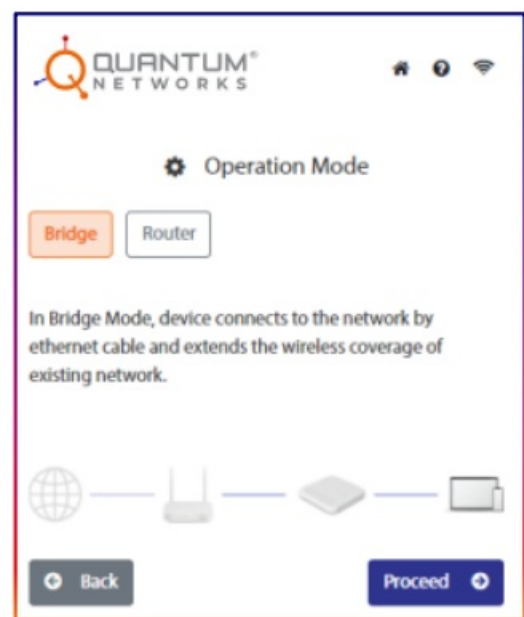 QUANTUM®
NETWORKS
Operation Mode
Bridge
Router
In Bridge Mode, device connects to the network by
ethernet cable and extends the wireless coverage of
existing network.
Back
Proceed